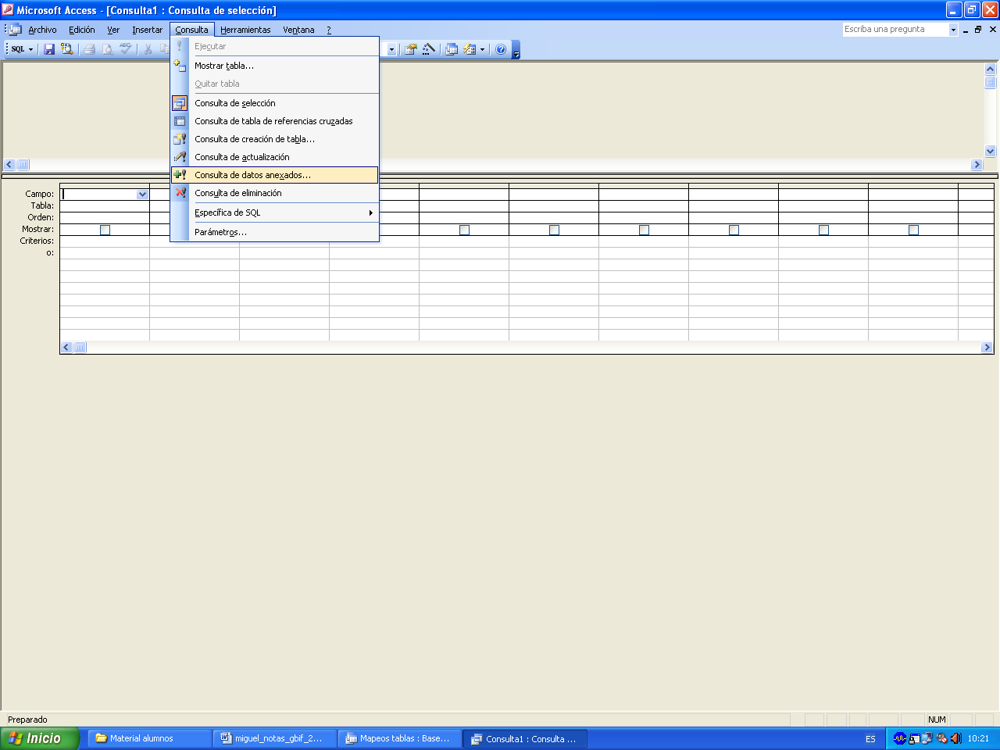 Microsoft Access - [Consulta1 : Consulta de selección]
Archivo Edición Ver Insertar Consulta Herramientas Ventana ? Escriba una pregunta
SQL
Ejecutar
Mostrar tabla...
Quitar tabla
Consulta de selección
Consulta de tabla de referencias cruzadas
Consulta de creación de tabla...
Consulta de actualización
Consulta de datos anexados...
Consulta de eliminación
Específica de SQL
Parámetros...
Campo:
Tabla:
Orden:
Mostrar:
Criterios:
o:
Preparado NUM
Inicio Material alumnos miguel_notas_gbif_2... Mapeos tablas : Base... Consulta1 : Consulta ... ES 10:21